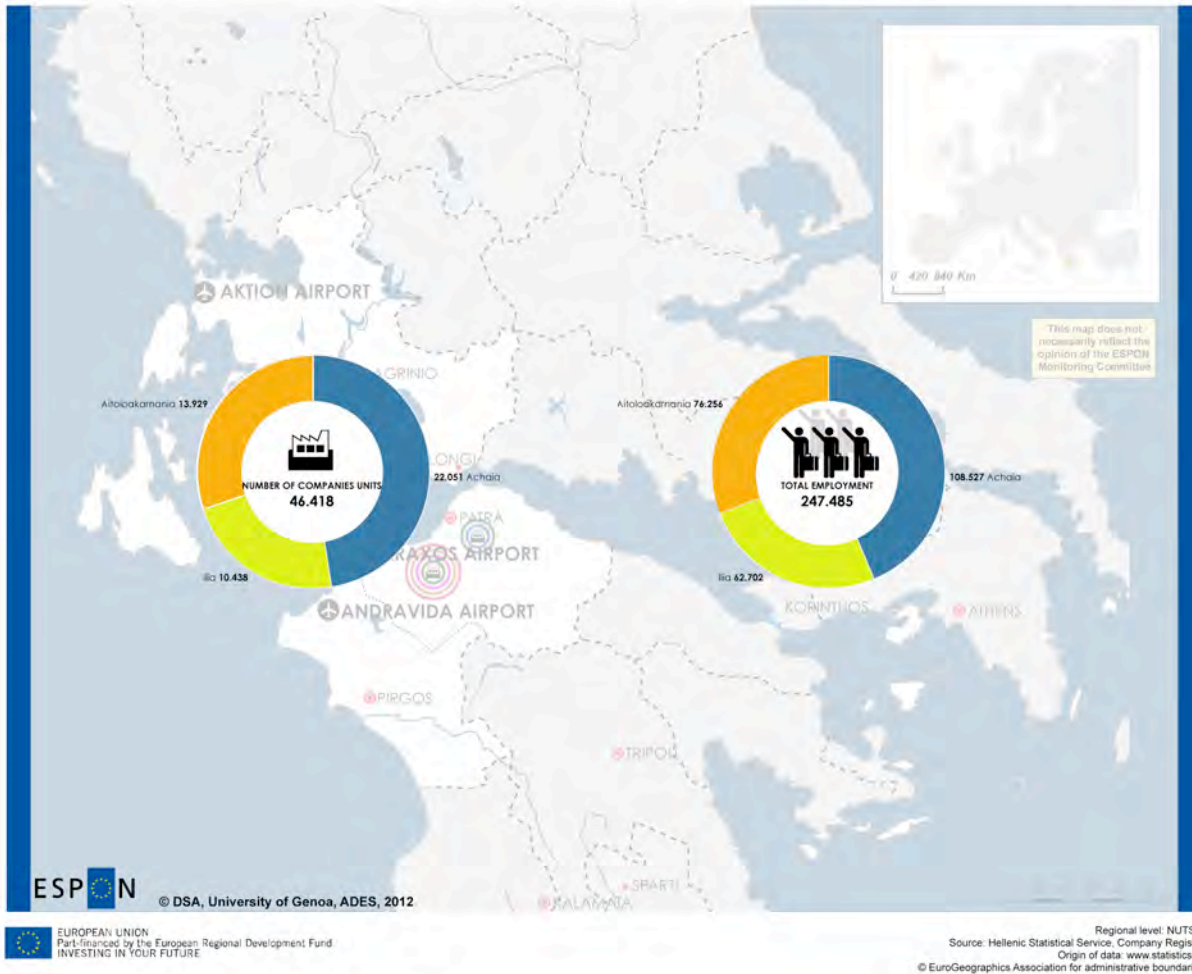 0 420 840 Km
This map does not
necessarily reflect the
opinion of the ESPON
Monitoring Committee
AKTION AIRPORT
AGRINIO
Aitoloakarnania 13.929
LONGI
NUMBER OF COMPANIES UNITS
46.418
22.051 Achaia
Ilia 10.438
Aitoloakarnania 76.256
TOTAL EMPLOYMENT
247.485
108.527 Achaia
Ilia 62.702
PATRA
RAXOS AIRPORT
ANDRAVIDA AIRPORT
KORINTHOS
ATHENS
PIRGOS
TRIPOLI
SPARTI
KALAMATA
ESPON
© DSA, University of Genoa, ADES, 2012
EUROPEAN UNION
Part-financed by the European Regional Development Fund
INVESTING IN YOUR FUTURE
Regional level: NUTS
Source: Hellenic Statistical Service, Company Regis
Origin of data: www.statistics
© EuroGeographics Association for administrative boundar